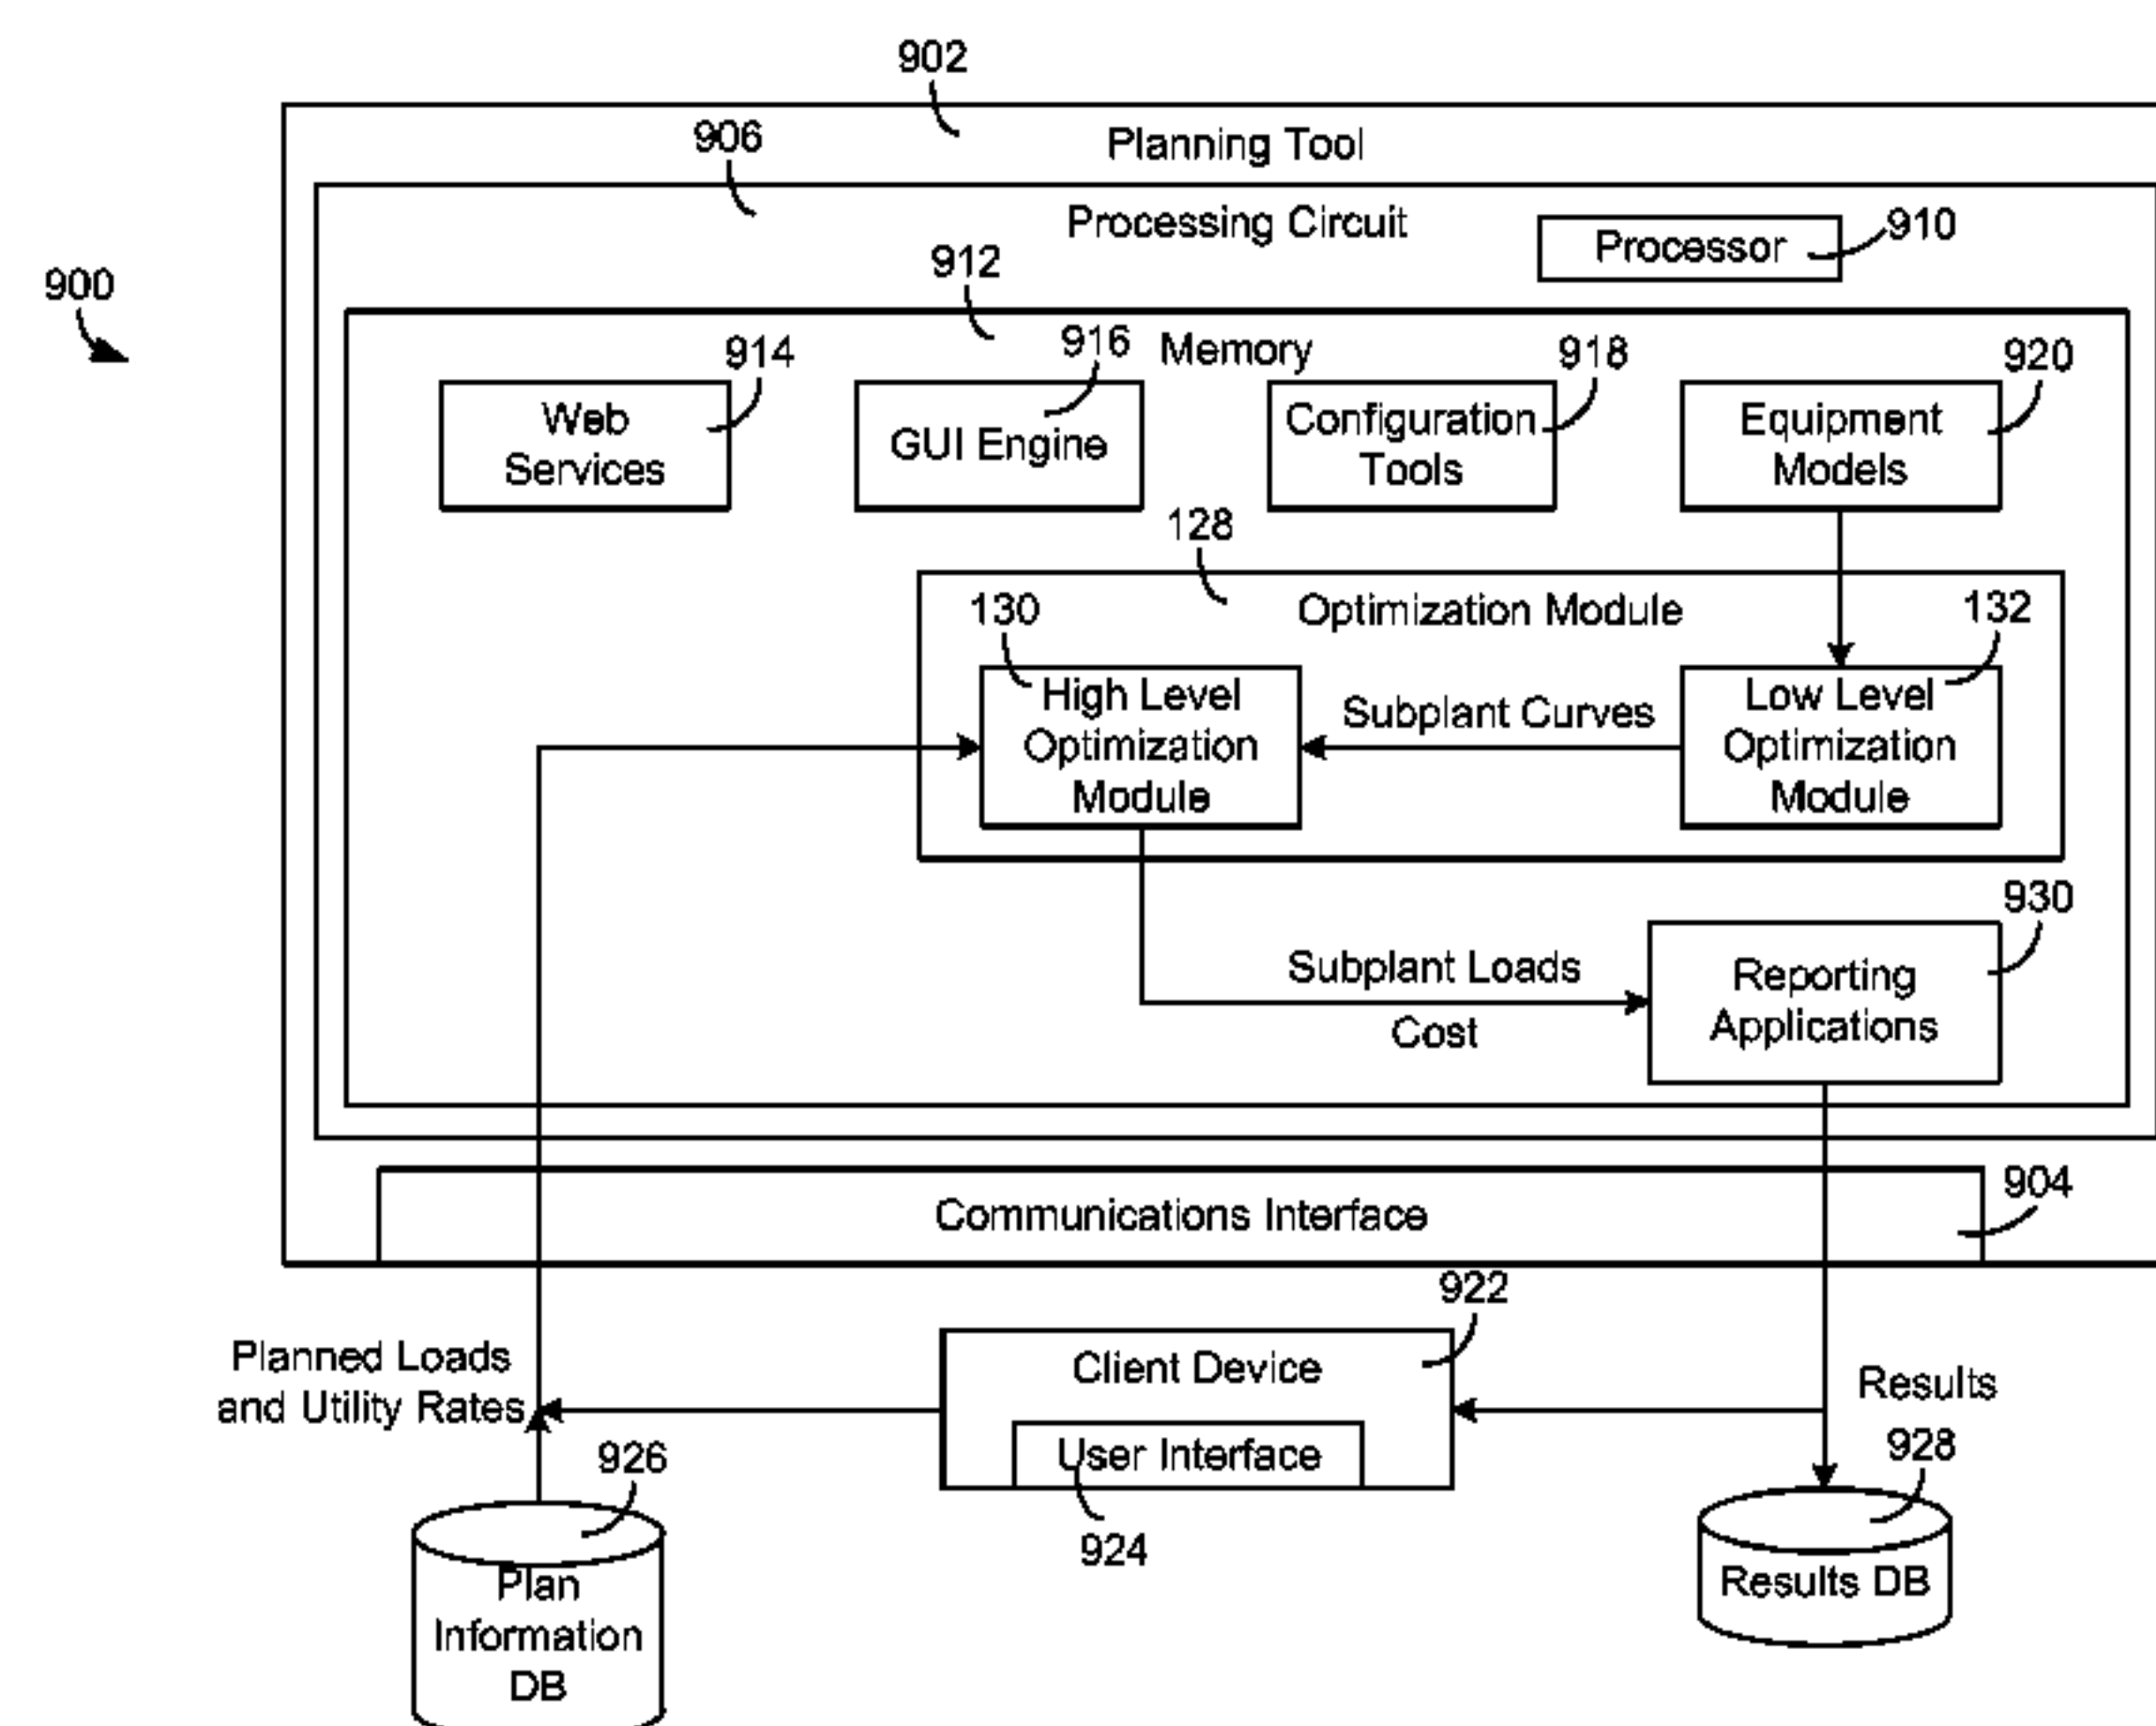 902
Planning Tool
906
Processing Circuit
Processor
910
900
912
Memory
914
916
918
920
Web
Services
GUI Engine
Configuration
Tools
Equipment
Models
128
Optimization Module
130
132
High Level
Optimization
Module
Subplant Curves
Low Level
Optimization
Module
930
Subplant Loads
Cost
Reporting
Applications
904
Communications Interface
922
Planned Loads
and Utility Rates
Client Device
User Interface
924
Results
926
928
Plan
Information
DB
Results DB